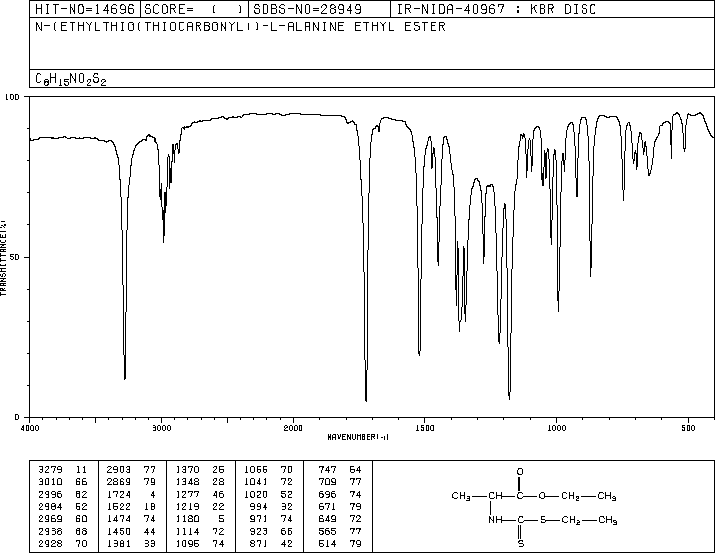 HIT-NO=14696 SCORE= ( ) SDBS-NO=28949 IR-NIDA-40967 : KBR DISC
N-(ETHYLTHIO(THIOCARBONYL))-L-ALANINE ETHYL ESTER
C8H15NO2S2
100
50
0
TRANSMITTANCE(%)
4000 3000 2000 1500 1000 500
WAVENUMBER(-1)
3279 11 2903 77 1370 26 1066 70 747 64
3010 66 2869 79 1348 28 1041 72 709 77
2996 62 1724 4 1277 46 1020 52 696 74
2984 52 1522 18 1219 22 994 32 671 79
2969 60 1474 74 1180 5 971 74 649 72
2936 66 1450 44 1114 72 923 66 565 77
2928 70 1381 33 1095 74 871 42 514 79
O
CH3—CH—C—O—CH2—CH3
NH—C—S—CH2—CH3
S